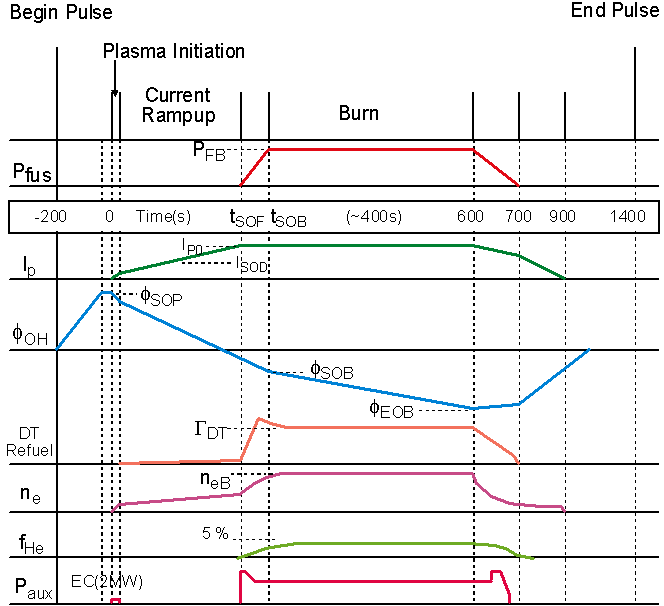 Begin Pulse End Pulse
Plasma Initiation
Current
Rampup
Burn
PFB
Pfus
-200 0 Time(s) tSOF tSOB (~400s) 600 700 900 1400
IP0
ISOD
Ip
ϕSOP
ϕOH
ϕSOB
ϕEOB
ΓDT
DT
Refuel
neB
ne
5 %
fHe
EC(2MW)
Paux